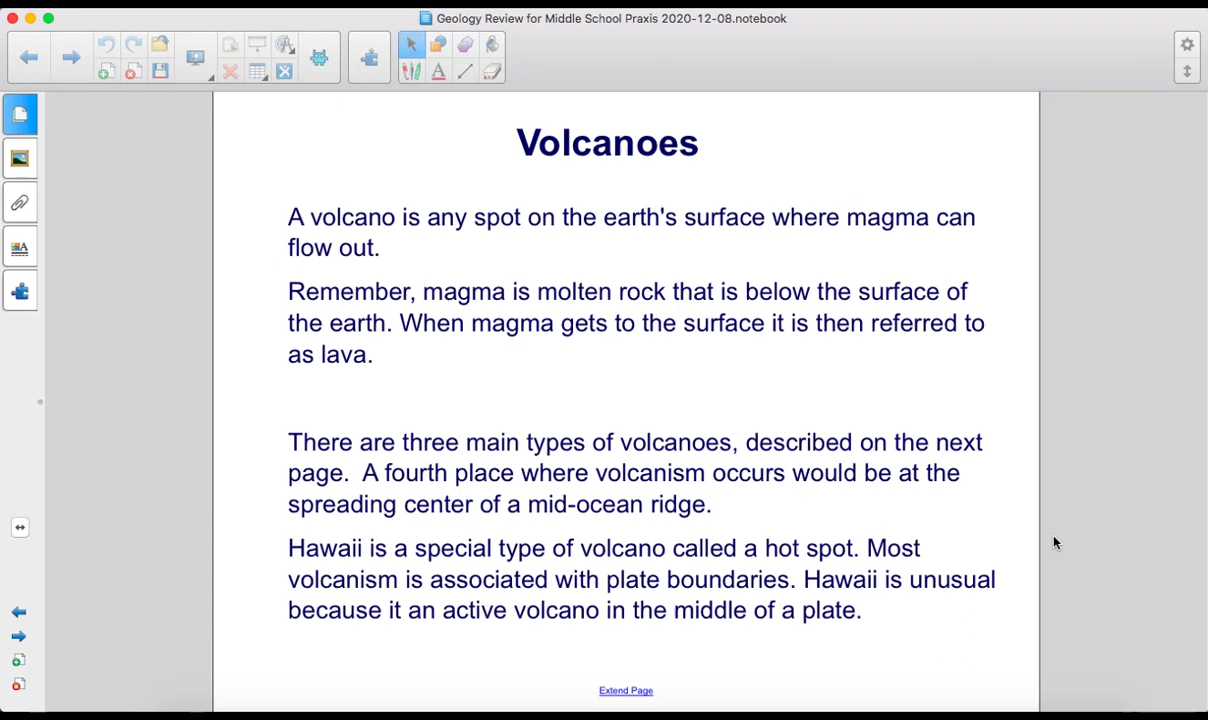 Geology Review for Middle School Praxis 2020-12-08.notebook
Volcanoes
A volcano is any spot on the earth's surface where magma can
flow out.
Remember, magma is molten rock that is below the surface of
the earth. When magma gets to the surface it is then referred to
as lava.
There are three main types of volcanoes, described on the next
page.  A fourth place where volcanism occurs would be at the
spreading center of a mid-ocean ridge.
Hawaii is a special type of volcano called a hot spot. Most
volcanism is associated with plate boundaries. Hawaii is unusual
because it an active volcano in the middle of a plate.
Extend Page